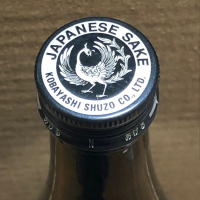 JAPANESE SAKE
KOBAYASHI SHUZO CO., LTD.